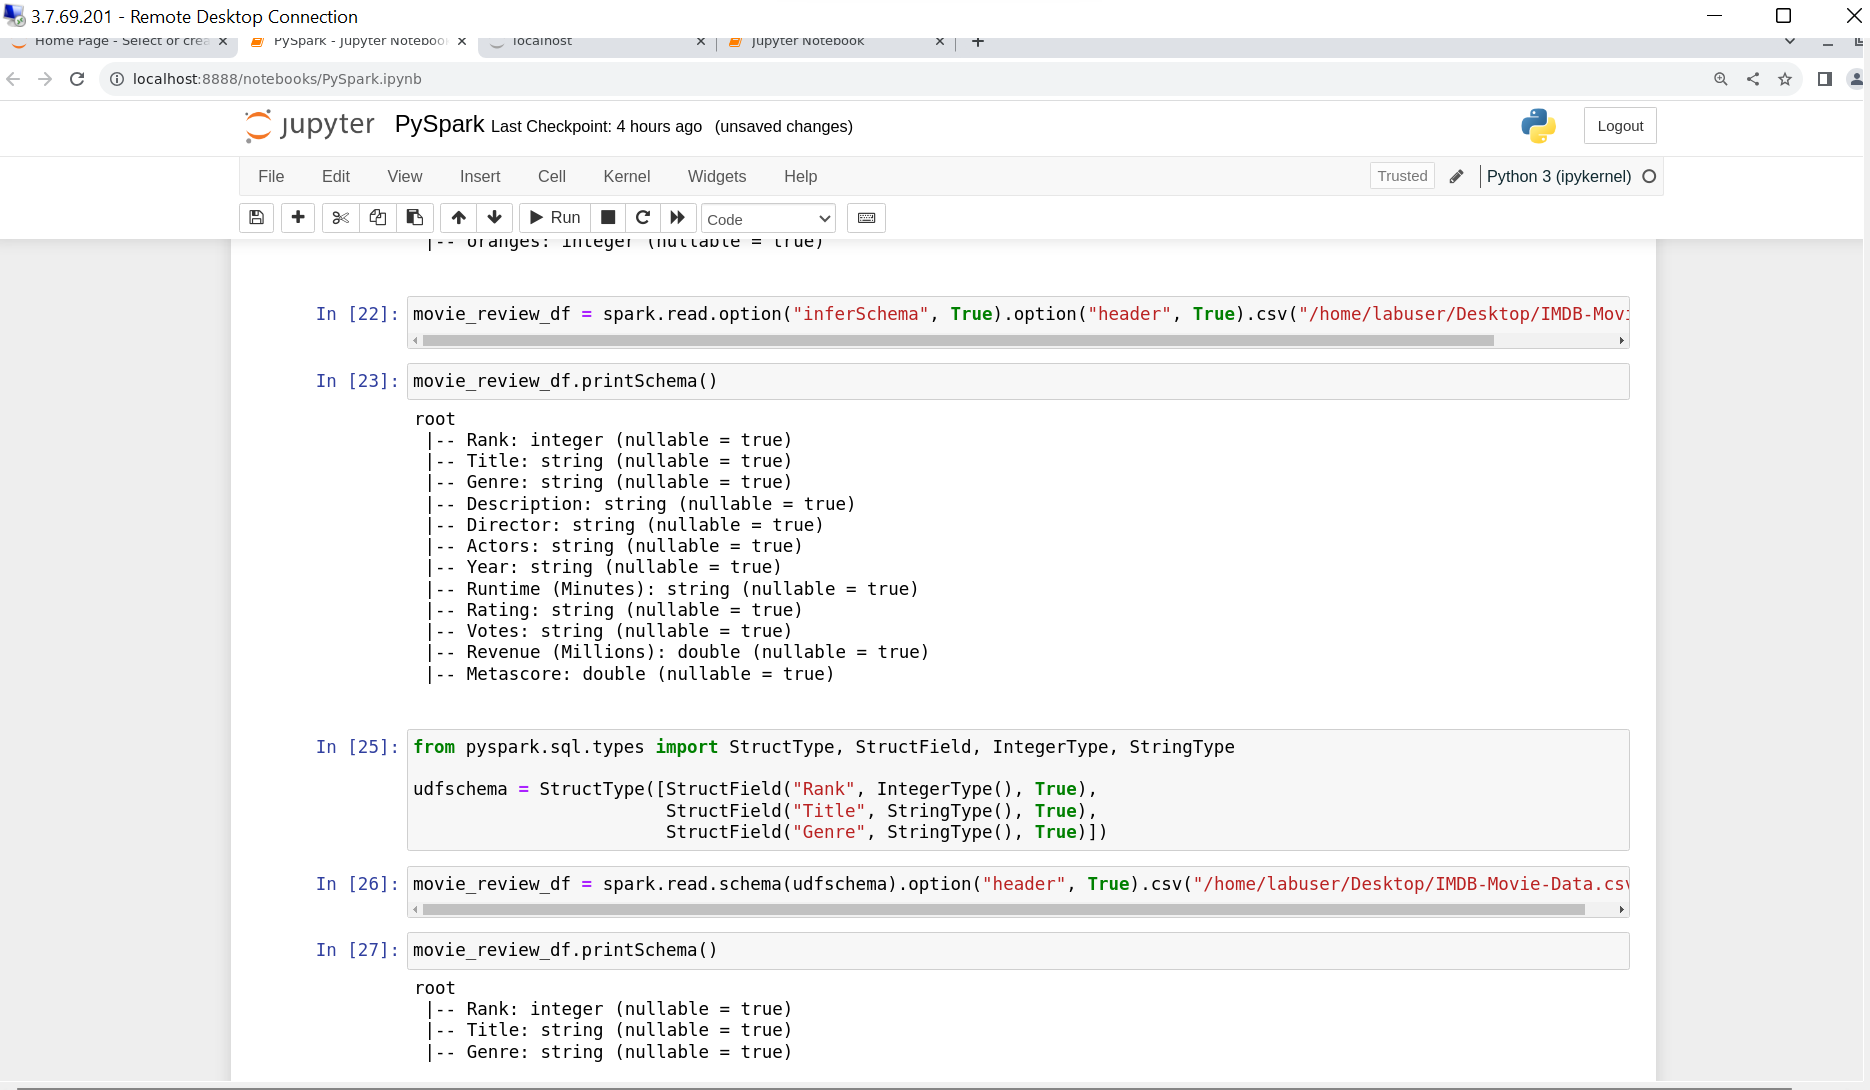 3.7.69.201 - Remote Desktop Connection
Home Page - Select or crea
PySpark - Jupyter Notebook
localhost
Jupyter Notebook
localhost:8888/notebooks/PySpark.ipynb
jupyter PySpark Last Checkpoint: 4 hours ago (unsaved changes)
Logout
File Edit View Insert Cell Kernel Widgets Help
Trusted Python 3 (ipykernel)
Run Code
|-- oranges: integer (nullable = true)
In [22]: movie_review_df = spark.read.option("inferSchema", True).option("header", True).csv("/home/labuser/Desktop/IMDB-Movi
In [23]: movie_review_df.printSchema()
root
|-- Rank: integer (nullable = true)
|-- Title: string (nullable = true)
|-- Genre: string (nullable = true)
|-- Description: string (nullable = true)
|-- Director: string (nullable = true)
|-- Actors: string (nullable = true)
|-- Year: string (nullable = true)
|-- Runtime (Minutes): string (nullable = true)
|-- Rating: string (nullable = true)
|-- Votes: string (nullable = true)
|-- Revenue (Millions): double (nullable = true)
|-- Metascore: double (nullable = true)
In [25]: from pyspark.sql.types import StructType, StructField, IntegerType, StringType
udfschema = StructType([StructField("Rank", IntegerType(), True),
StructField("Title", StringType(), True),
StructField("Genre", StringType(), True)])
In [26]: movie_review_df = spark.read.schema(udfschema).option("header", True).csv("/home/labuser/Desktop/IMDB-Movie-Data.csv
In [27]: movie_review_df.printSchema()
root
|-- Rank: integer (nullable = true)
|-- Title: string (nullable = true)
|-- Genre: string (nullable = true)